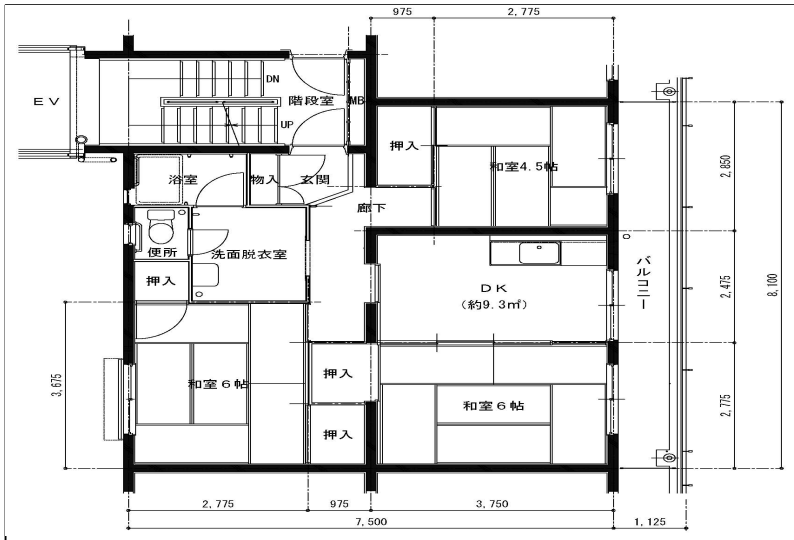 975
2,775
EV
DN
階段室
MB
UP
押入
和室4.5帖
2,850
浴室
物入
玄関
廊下
便所
洗面脱衣室
押入
DK
(約9.3㎡)
バルコニー
2,475
8,100
3,675
和室6帖
押入
押入
和室6帖
2,775
2,775
975
3,750
7,500
1,125